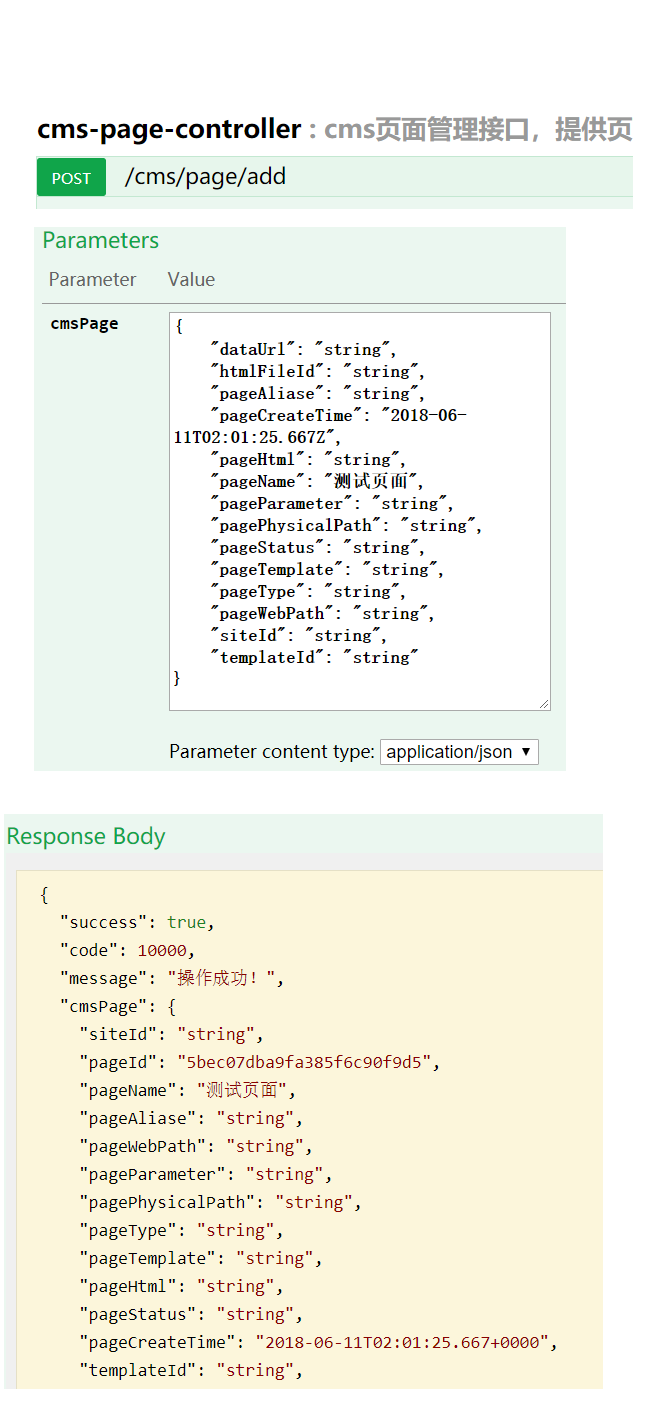 cms-page-controller : cms页面管理接口，提供页
POST /cms/page/add
Parameters
Parameter Value
cmsPage {
"dataUrl": "string",
"htmlFileId": "string",
"pageAliase": "string",
"pageCreateTime": "2018-06-
11T02:01:25.667Z",
"pageHtml": "string",
"pageName": "测试页面",
"pageParameter": "string",
"pagePhysicalPath": "string",
"pageStatus": "string",
"pageTemplate": "string",
"pageType": "string",
"pageWebPath": "string",
"siteId": "string",
"templateId": "string"
}
Parameter content type: application/json
Response Body
{
"success": true,
"code": 10000,
"message": "操作成功！",
"cmsPage": {
"siteId": "string",
"pageId": "5bec07dba9fa385f6c90f9d5",
"pageName": "测试页面",
"pageAliase": "string",
"pageWebPath": "string",
"pageParameter": "string",
"pagePhysicalPath": "string",
"pageType": "string",
"pageTemplate": "string",
"pageHtml": "string",
"pageStatus": "string",
"pageCreateTime": "2018-06-11T02:01:25.667+0000",
"templateId": "string",